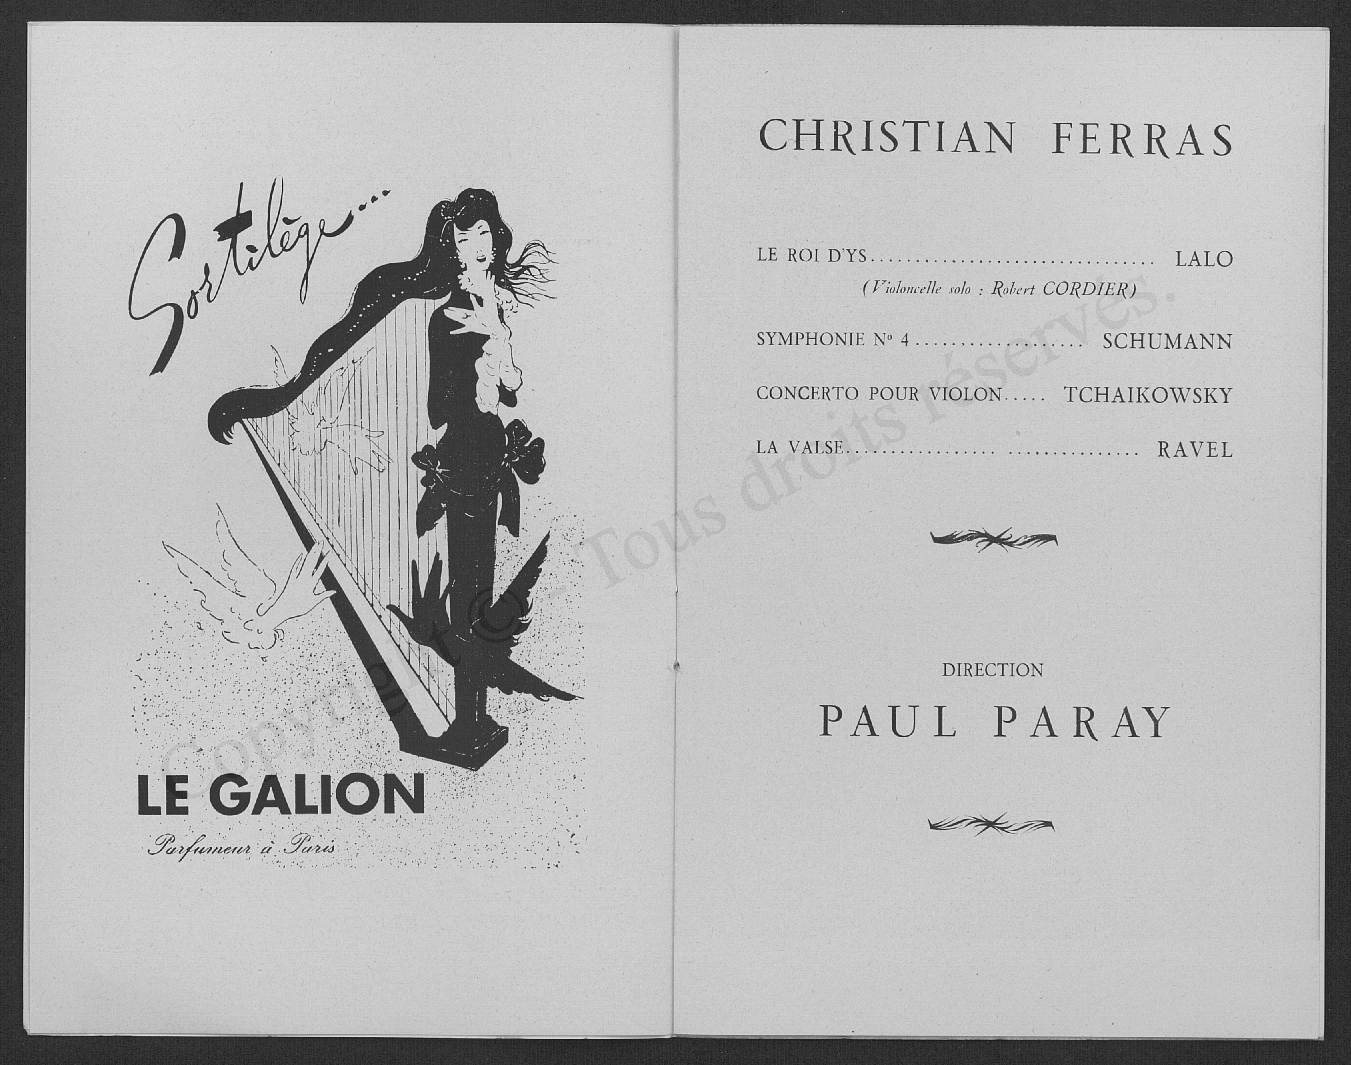 Sortilège...
LE GALION
Parfumeur à Paris
CHRISTIAN FERRAS
LE ROI D'YS................................ LALO
(Violoncelle solo : Robert CORDIER)
SYMPHONIE Nº 4................... SCHUMANN
CONCERTO POUR VIOLON..... TCHAIKOWSKY
LA VALSE................. ............... RAVEL
DIRECTION
PAUL PARAY
Copyright © - Tous droits réservés.